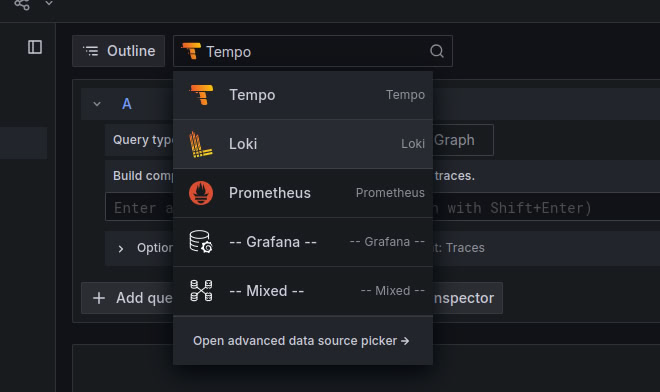 Outline
Tempo
Tempo Tempo
A
Loki Loki
Query type Graph
Build comp traces.
Prometheus Prometheus
Enter a n with Shift+Enter)
-- Grafana -- -- Grafana --
Option t: Traces
-- Mixed -- -- Mixed --
Add que nspector
Open advanced data source picker →